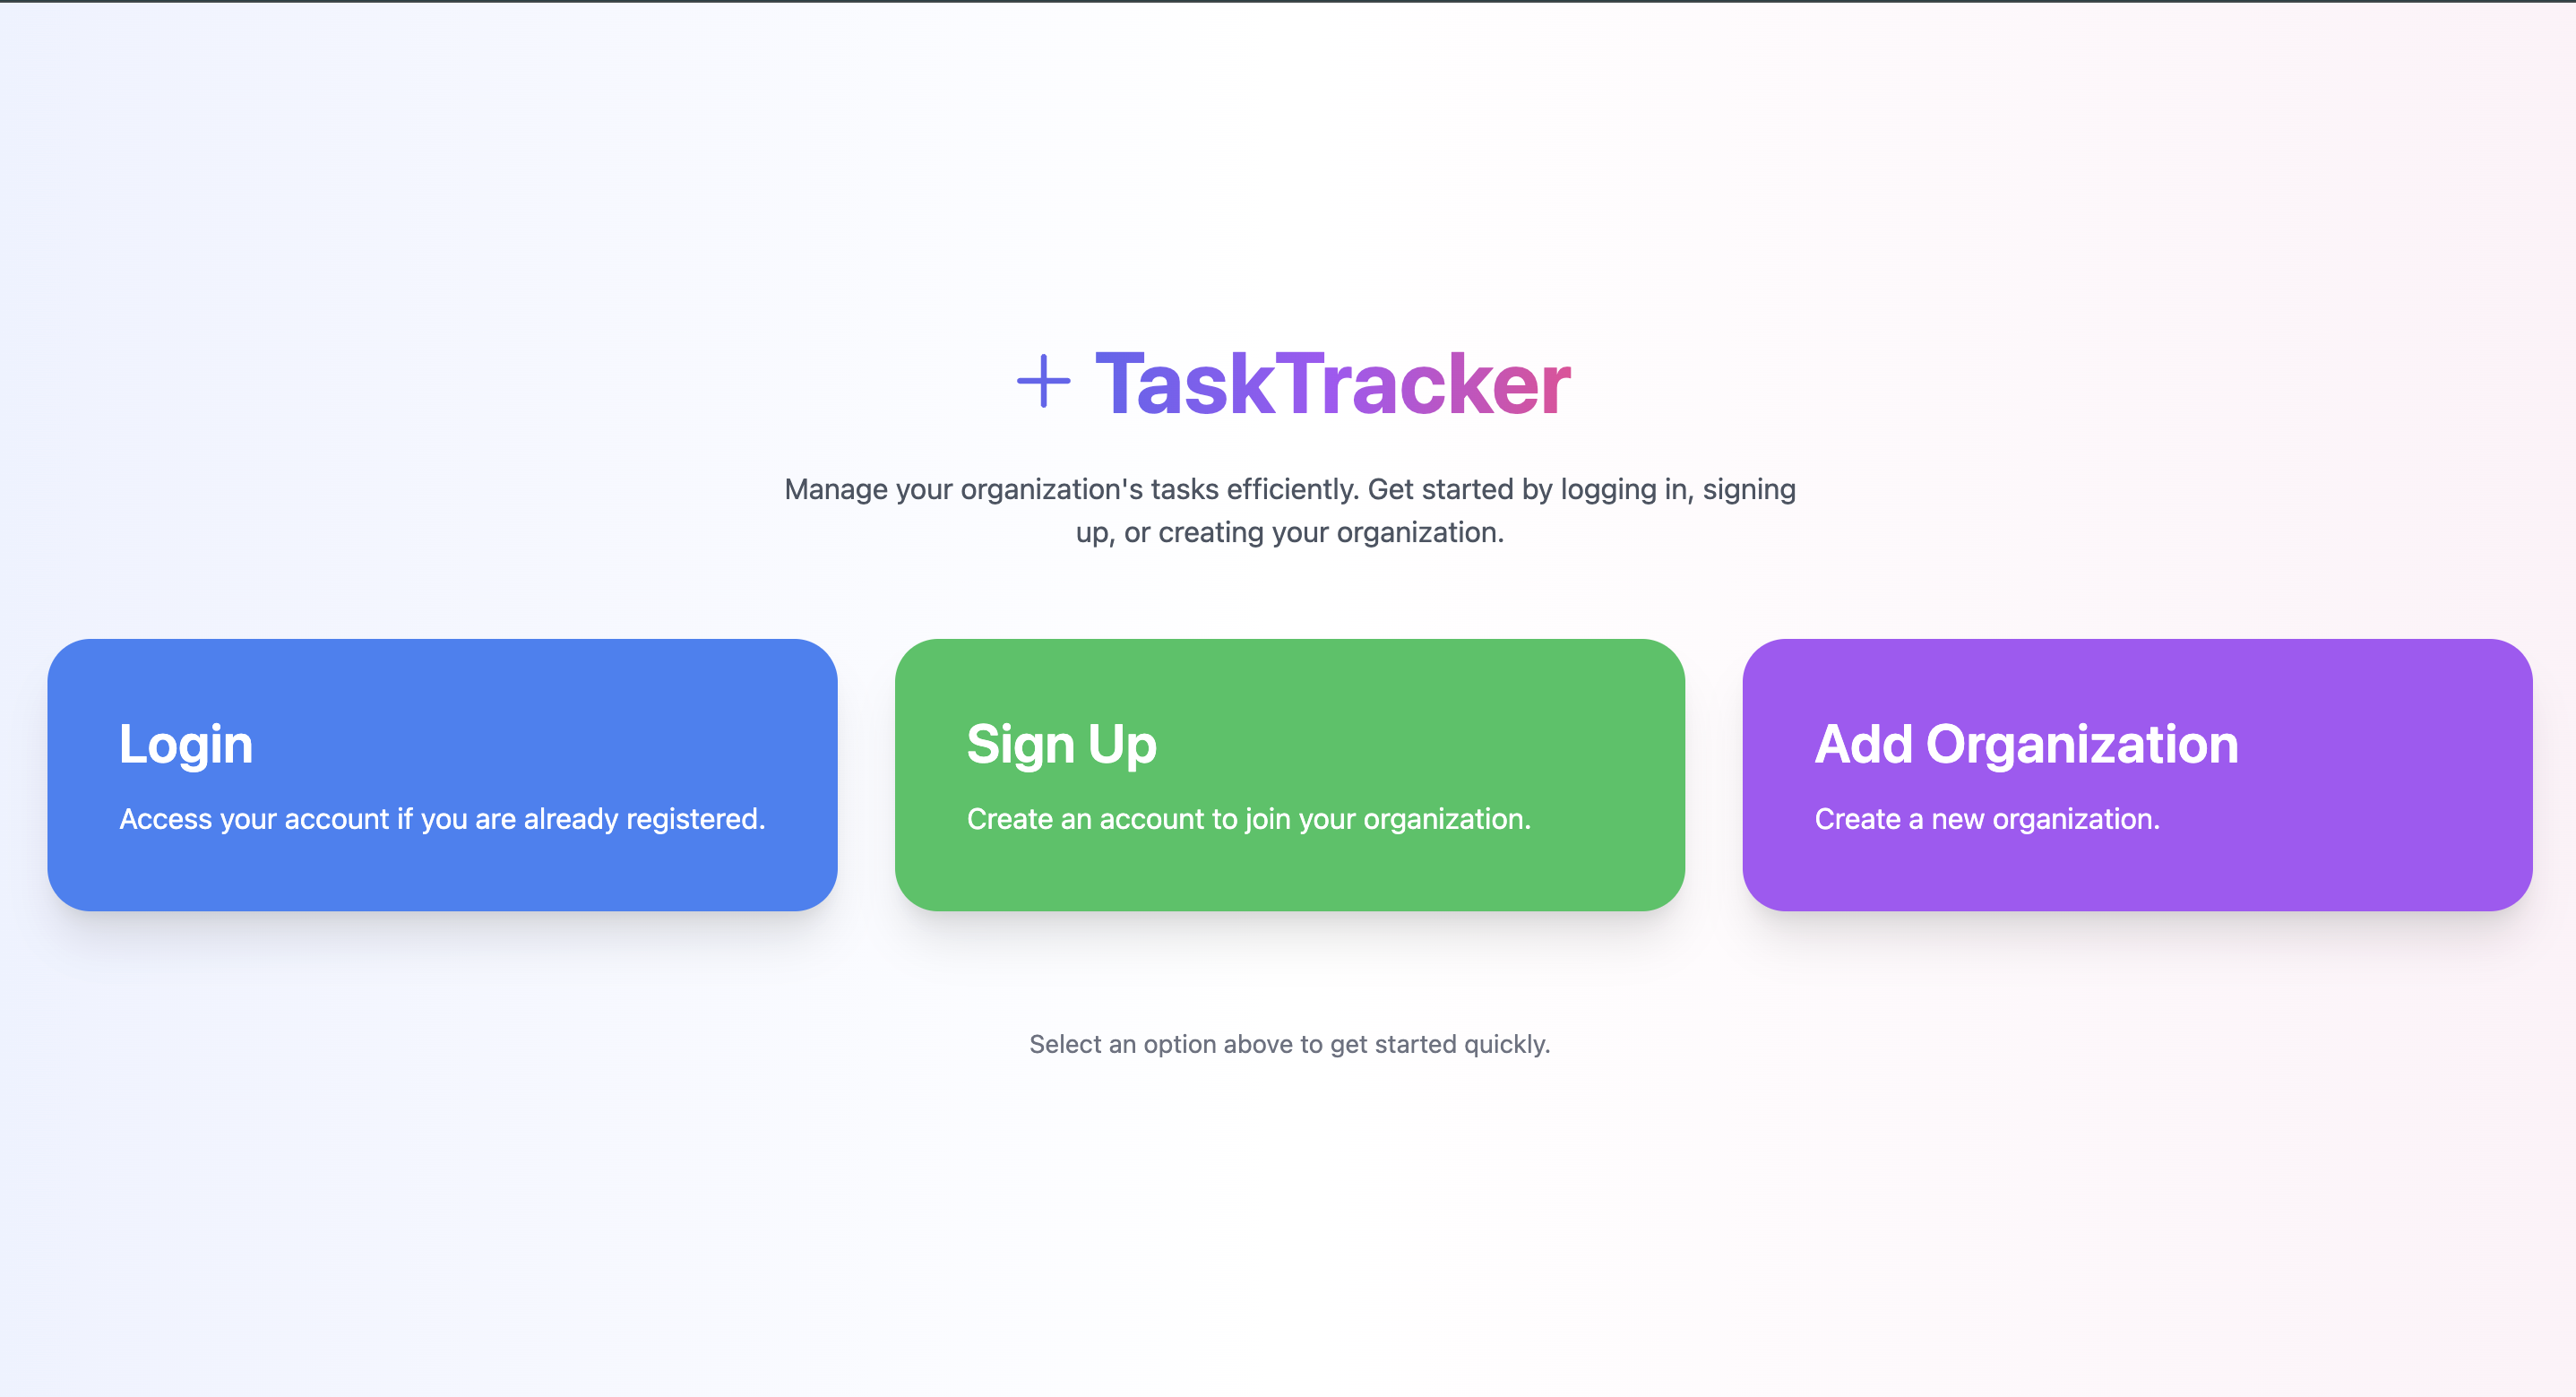 TaskTracker
Manage your organization's tasks efficiently. Get started by logging in, signing
up, or creating your organization.
Login
Access your account if you are already registered.
Sign Up
Create an account to join your organization.
Add Organization
Create a new organization.
Select an option above to get started quickly.